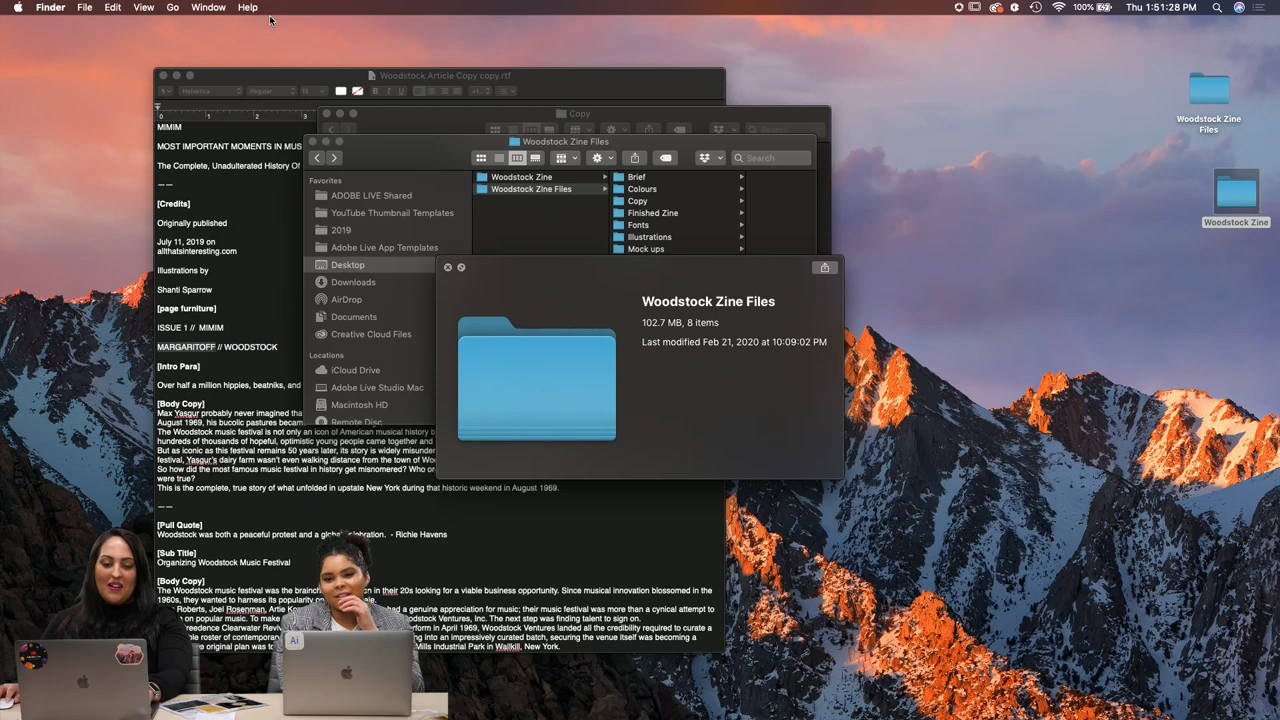 Finder File Edit View Go Window Help
100% Thu 1:51:28 PM
Woodstock Zine Files
Woodstock Zine
Woodstock Article Copy copy.rtf
Helvetica Regular 12
0 1 2 3
Copy
Search
Woodstock Zine Files
Search
Favorites
ADOBE LIVE Shared
YouTube Thumbnail Templates
2019
Adobe Live App Templates
Desktop
Downloads
AirDrop
Documents
Creative Cloud Files
Locations
iCloud Drive
Adobe Live Studio Mac
Macintosh HD
Remote Disc
Woodstock Zine
Woodstock Zine Files
Brief
Colours
Copy
Finished Zine
Fonts
Illustrations
Mock ups
Woodstock Zine Files
102.7 MB, 8 items
Last modified Feb 21, 2020 at 10:09:02 PM
MIMIM
MOST IMPORTANT MOMENTS IN MUS
The Complete, Unadulterated History Of
——
[Credits]
Originally published
July 11, 2019 on
allthatsinteresting.com
Illustrations by
Shanti Sparrow
[page furniture]
ISSUE 1 // MIMIM
MARGARITOFF // WOODSTOCK
[Intro Para]
Over half a million hippies, beatniks, and
[Body Copy]
Max Yasgur probably never imagined tha
August 1969, his bucolic pastures becam
The Woodstock music festival is not only an icon of American musical history b
hundreds of thousands of hopeful, optimistic young people came together and
But as iconic as this festival remains 50 years later, its story is widely misunder
festival, Yasgur's dairy farm wasn't even walking distance from the town of Wo
So how did the most famous music festival in history get misnomered? Who or
were true?
This is the complete, true story of what unfolded in upstate New York during that historic weekend in August 1969.
——
[Pull Quote]
Woodstock was both a peaceful protest and a global celebration. - Richie Havens
[Sub Title]
Organizing Woodstock Music Festival
[Body Copy]
The Woodstock music festival was the brainch in their 20s looking for a viable business opportunity. Since musical innovation blossomed in the
1960s, they wanted to harness its popularity people.
Roberts, Joel Rosenman, Artie Ko had a genuine appreciation for music; their music festival was more than a cynical attempt to
on popular music. To make odstock Ventures, Inc. The next step was finding talent to sign on.
reedence Clearwater Reviv erform in April 1969, Woodstock Ventures landed all the credibility required to curate a
ble roster of contemporan ng into an impressively curated batch, securing the venue itself was becoming a
e original plan was to Mills Industrial Park in Wallkill, New York.
Ai